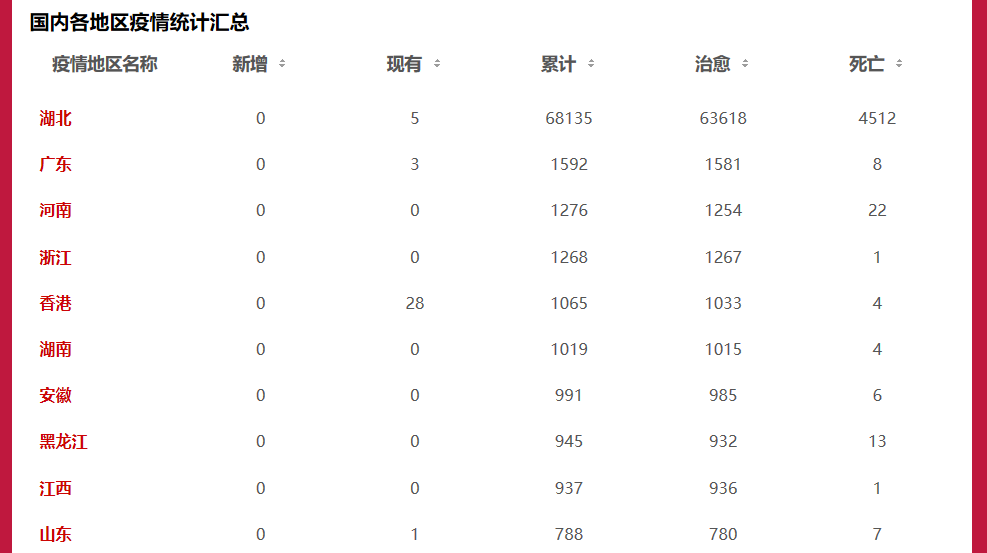 国内各地区疫情统计汇总
疫情地区名称 新增 现有 累计 治愈 死亡
湖北 0 5 68135 63618 4512
广东 0 3 1592 1581 8
河南 0 0 1276 1254 22
浙江 0 0 1268 1267 1
香港 0 28 1065 1033 4
湖南 0 0 1019 1015 4
安徽 0 0 991 985 6
黑龙江 0 0 945 932 13
江西 0 0 937 936 1
山东 0 1 788 780 7